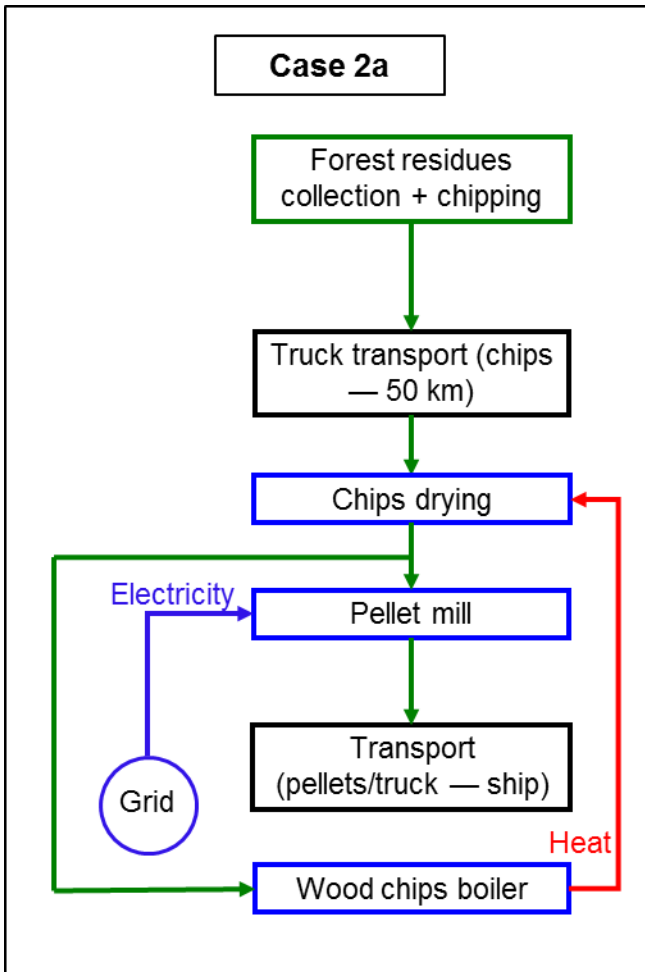 Case 2a
Forest residues
collection + chipping
Truck transport (chips
— 50 km)
Chips drying
Electricity
Pellet mill
Transport
(pellets/truck — ship)
Grid
Heat
Wood chips boiler